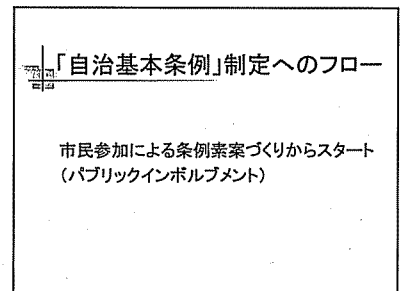 「自治基本条例」制定へのフロー
市民参加による条例素案づくりからスタート
（パブリックインボルブメント）